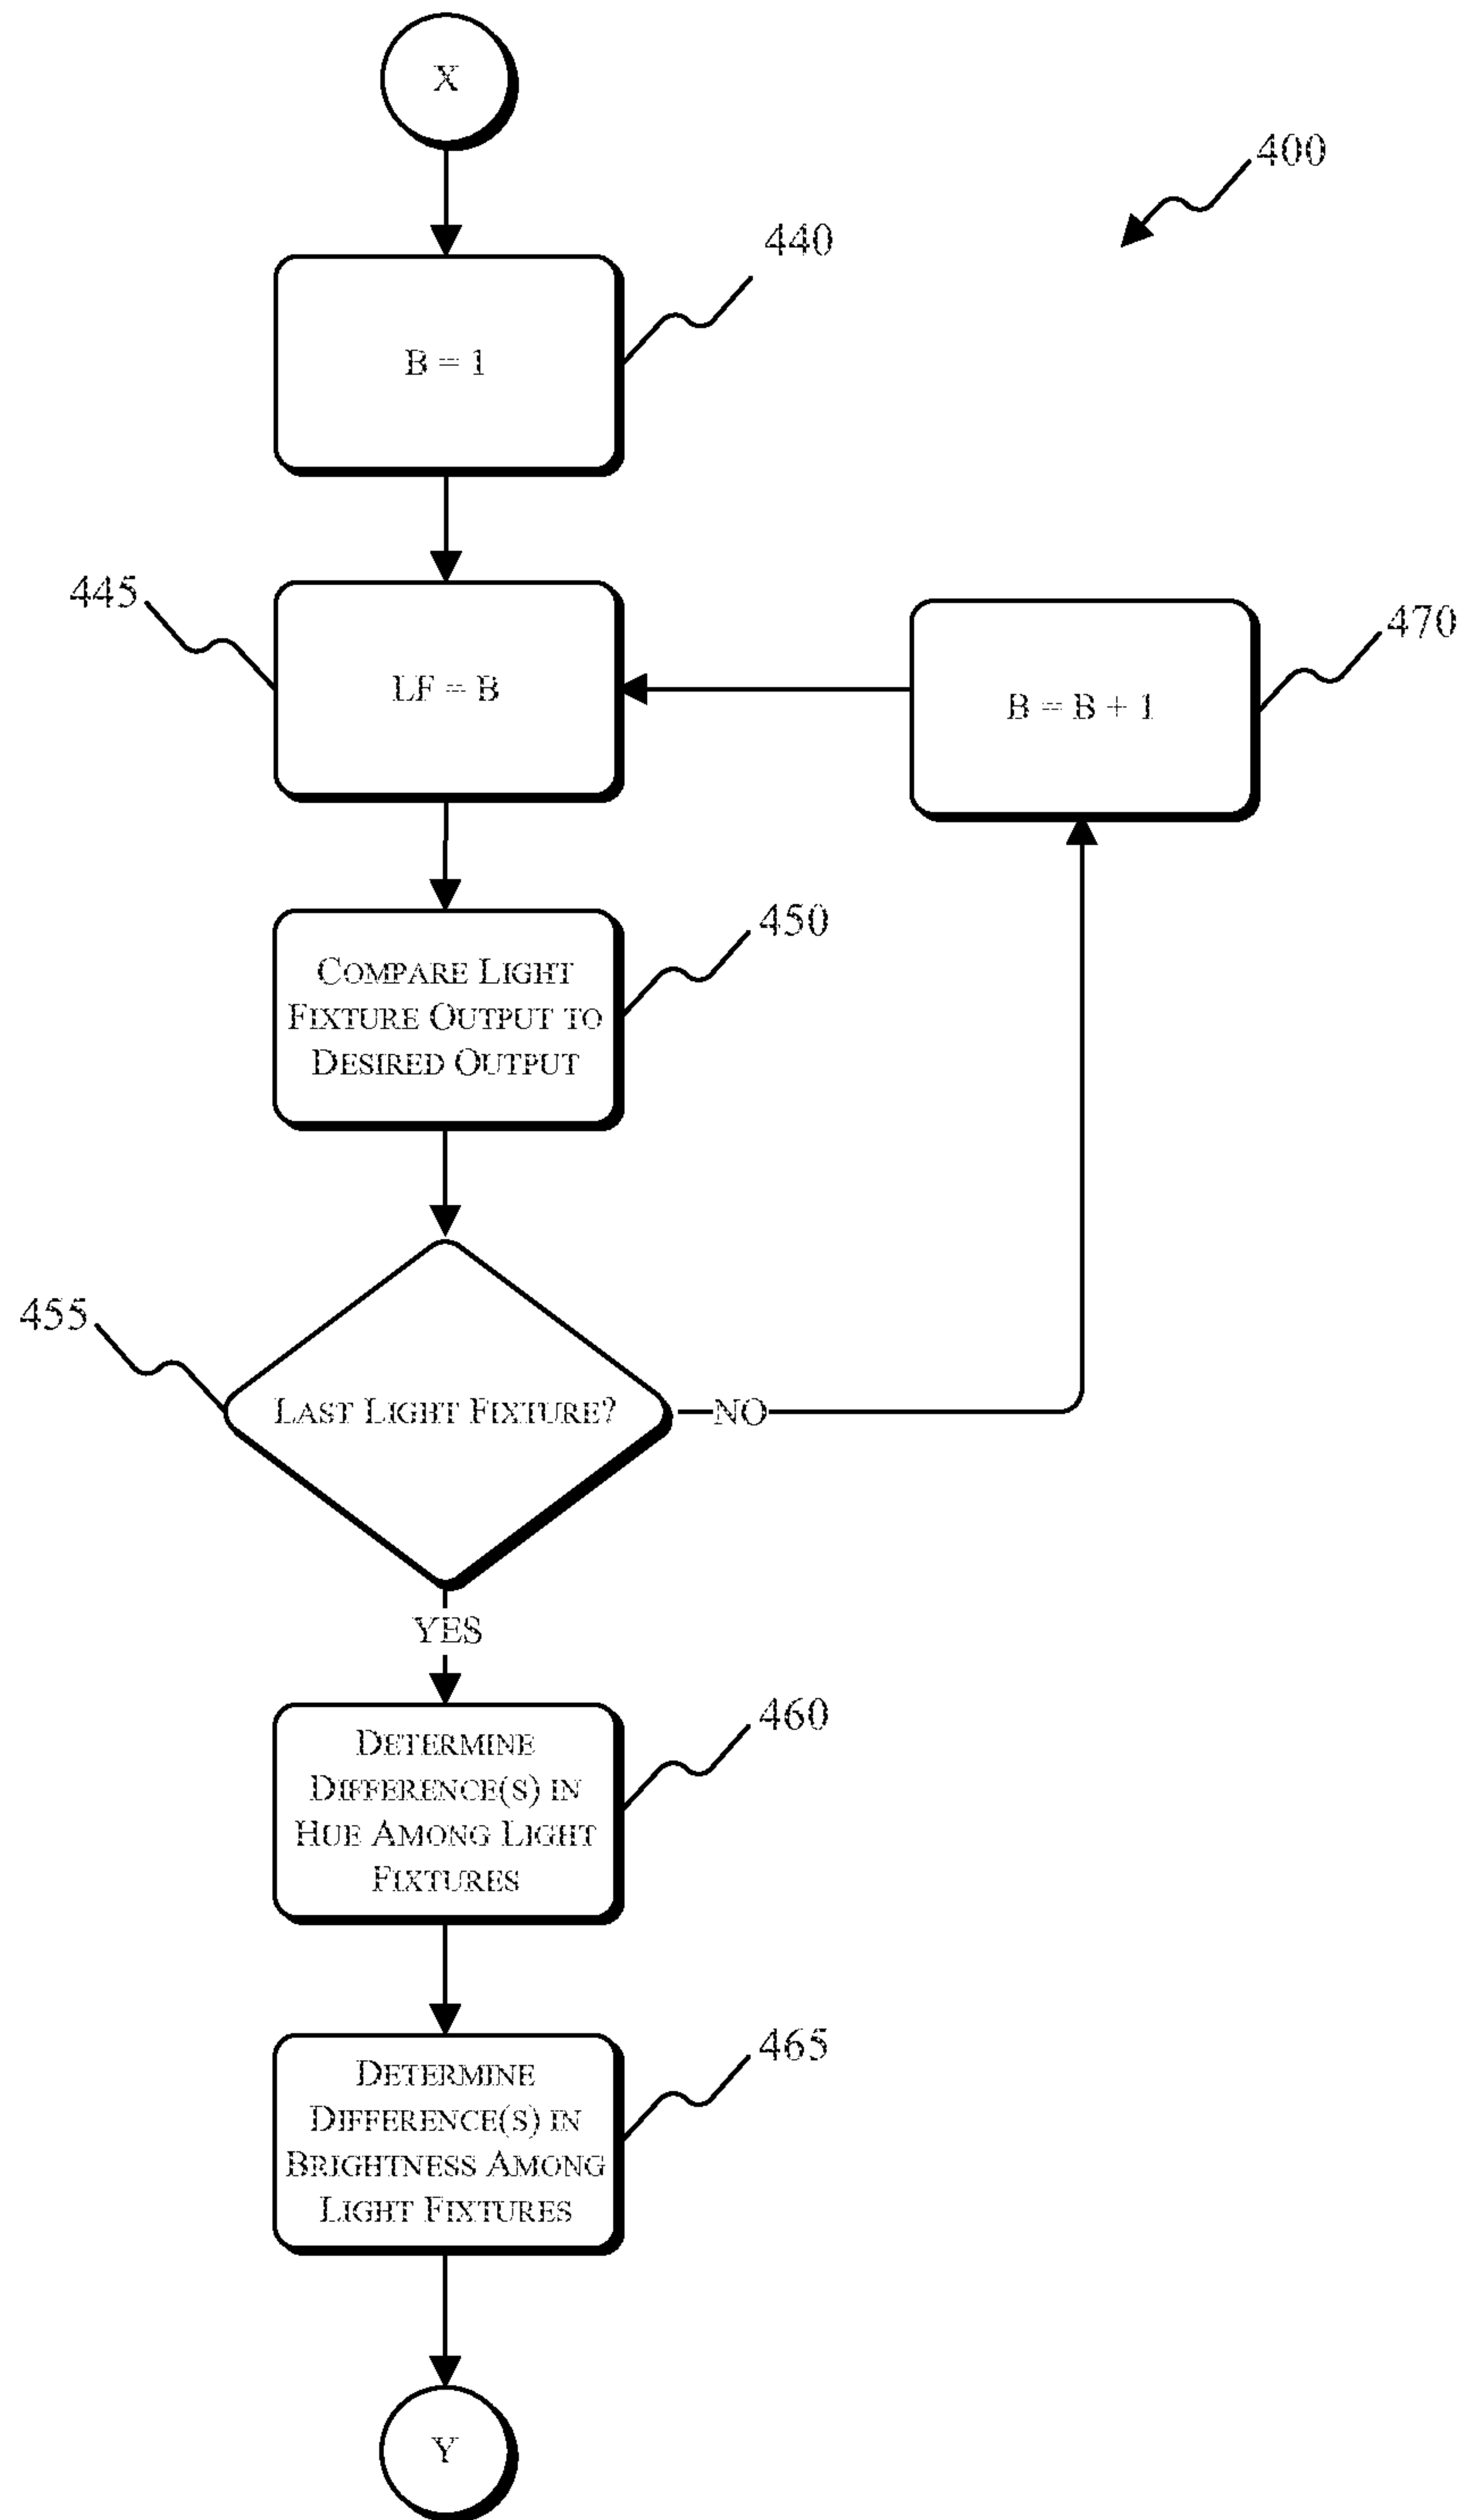 X
400
440
B = 1
445
LF = B
470
B = B + 1
450
COMPARE LIGHT
FIXTURE OUTPUT TO
DESIRED OUTPUT
455
LAST LIGHT FIXTURE?
NO
YES
460
DETERMINE
DIFFERENCE(S) IN
HUE AMONG LIGHT
FIXTURES
465
DETERMINE
DIFFERENCE(S) IN
BRIGHTNESS AMONG
LIGHT FIXTURES
Y